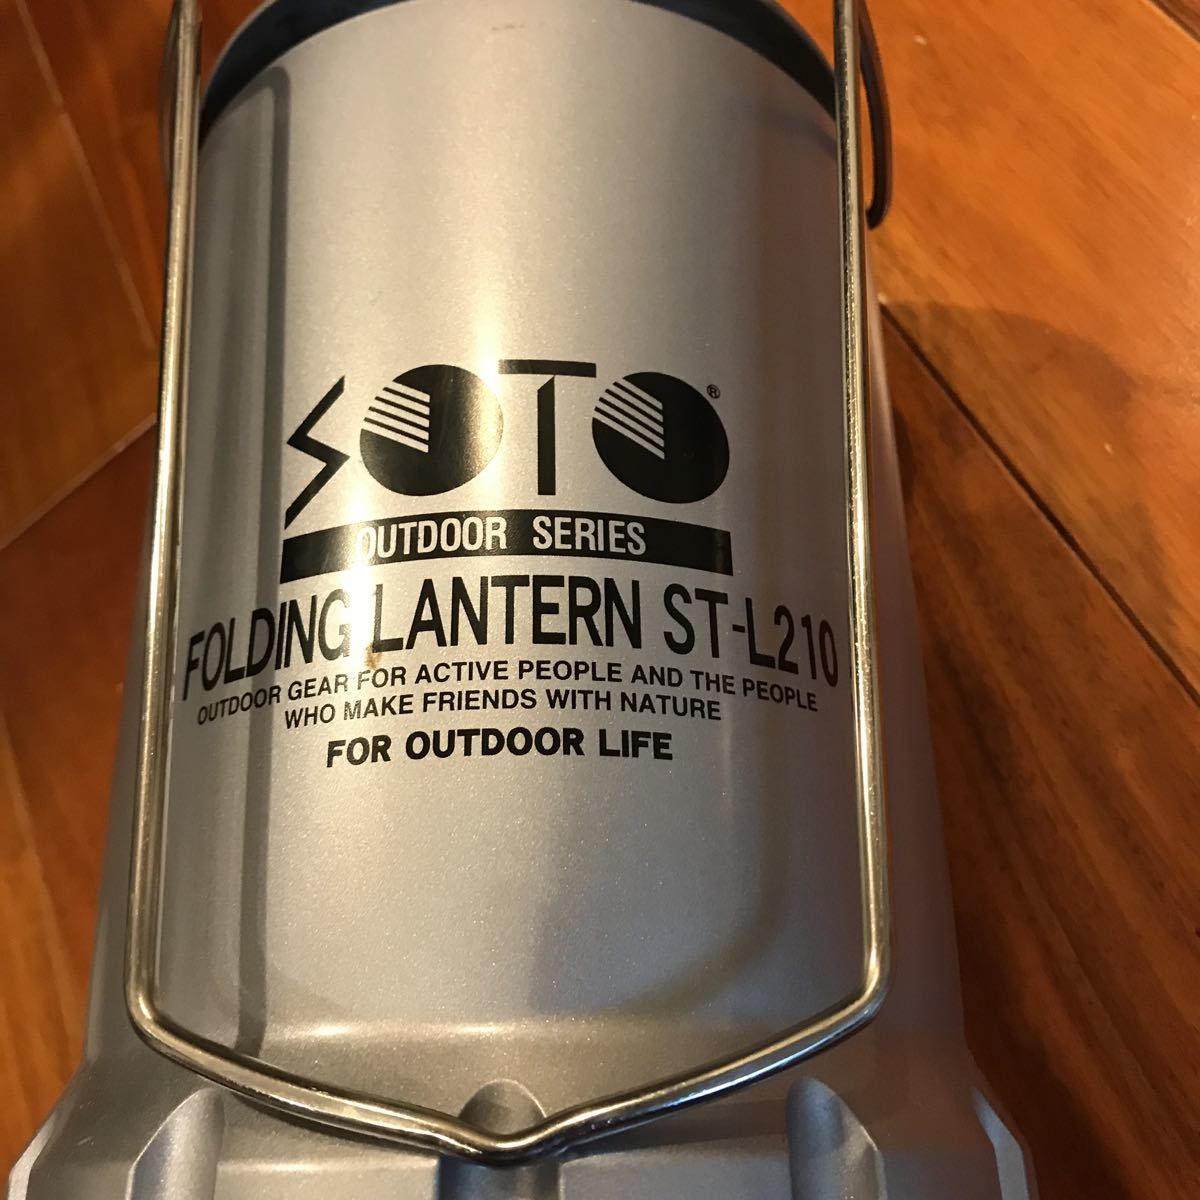 SOTO®
OUTDOOR SERIES
FOLDING LANTERN ST-L210
OUTDOOR GEAR FOR ACTIVE PEOPLE AND THE PEOPLE
WHO MAKE FRIENDS WITH NATURE
FOR OUTDOOR LIFE